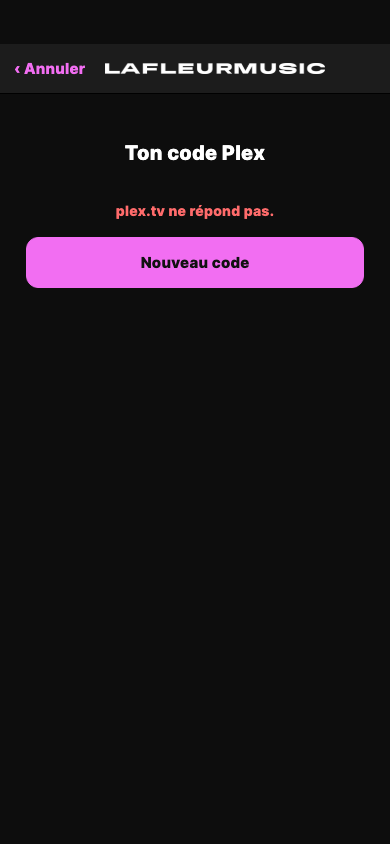 ‹ Annuler
LAFLEURMUSIC
Ton code Plex
plex.tv ne répond pas.
Nouveau code